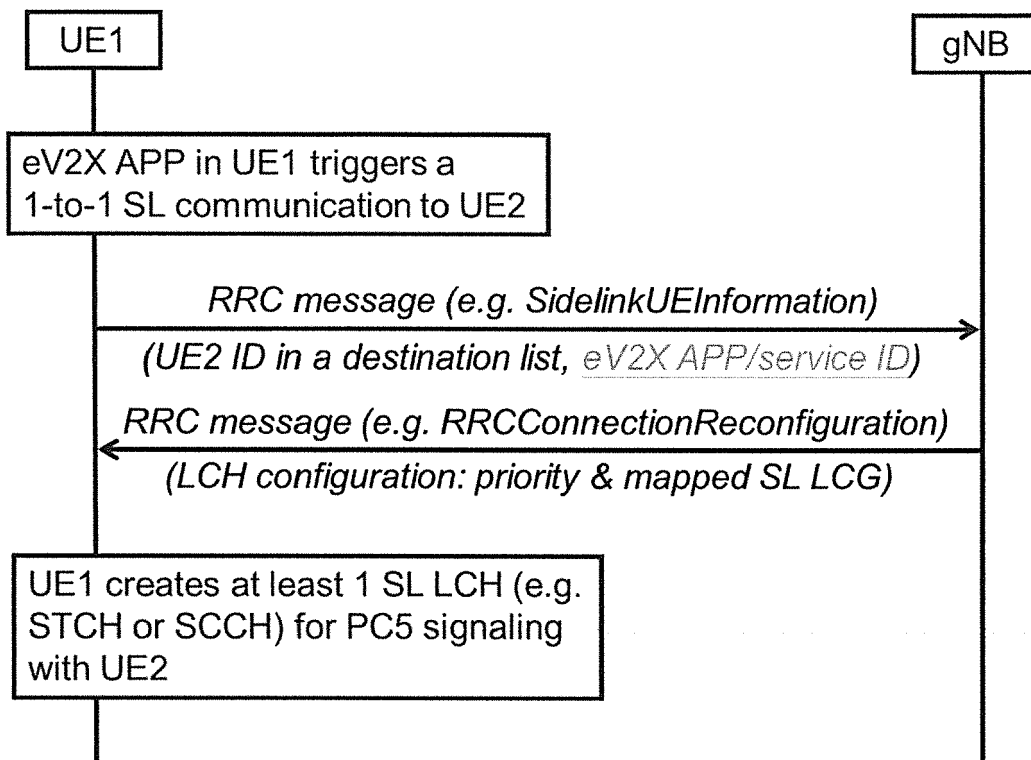 UE1
gNB
eV2X APP in UE1 triggers a
1-to-1 SL communication to UE2
RRC message (e.g. SidelinkUEInformation)
(UE2 ID in a destination list, eV2X APP/service ID)
RRC message (e.g. RRCConnectionReconfiguration)
(LCH configuration: priority & mapped SL LCG)
UE1 creates at least 1 SL LCH (e.g.
STCH or SCCH) for PC5 signaling
with UE2